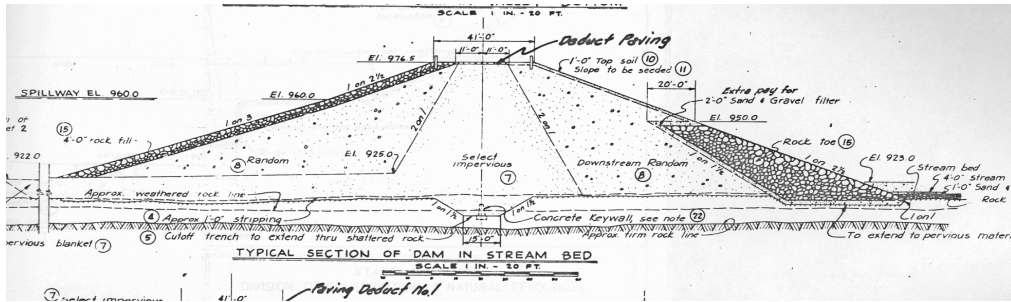 SCALE 1 IN. - 20 FT.
41'-0"
11'-0" 11'-0"
Deduct Paving
El. 976.5
1 on 2½
1'-0" Top soil 10
Slope to be seeded 11
SPILLWAY EL. 960.0
El. 960.0
1 on 3
20'-0"
Extra pay for
2'-0" Sand & Gravel filter
El. 950.0
15
4'-0" rock fill
2 on 1
2 on 1
Rock toe 15
1 on 2½
922.0
8 Random
El. 925.0
Select
impervious
7
Downstream Random
8
1 on 1½
El. 923.0
Stream bed
4'-0" stream
1'-0" Sand &
Rock
Approx. weathered rock line
4 Approx 1'-0" stripping
1 on 1½
1 on 1½
Concrete Keywall, see note 22
1 on 1
5 Cutoff trench to extend thru shattered rock
15'-0"
Approx firm rock line
To extend to pervious mater
pervious blanket 7
TYPICAL SECTION OF DAM IN STREAM BED
SCALE 1 IN. - 20 FT.
7 Select impervious
41'-0"
Paving Deduct No.1